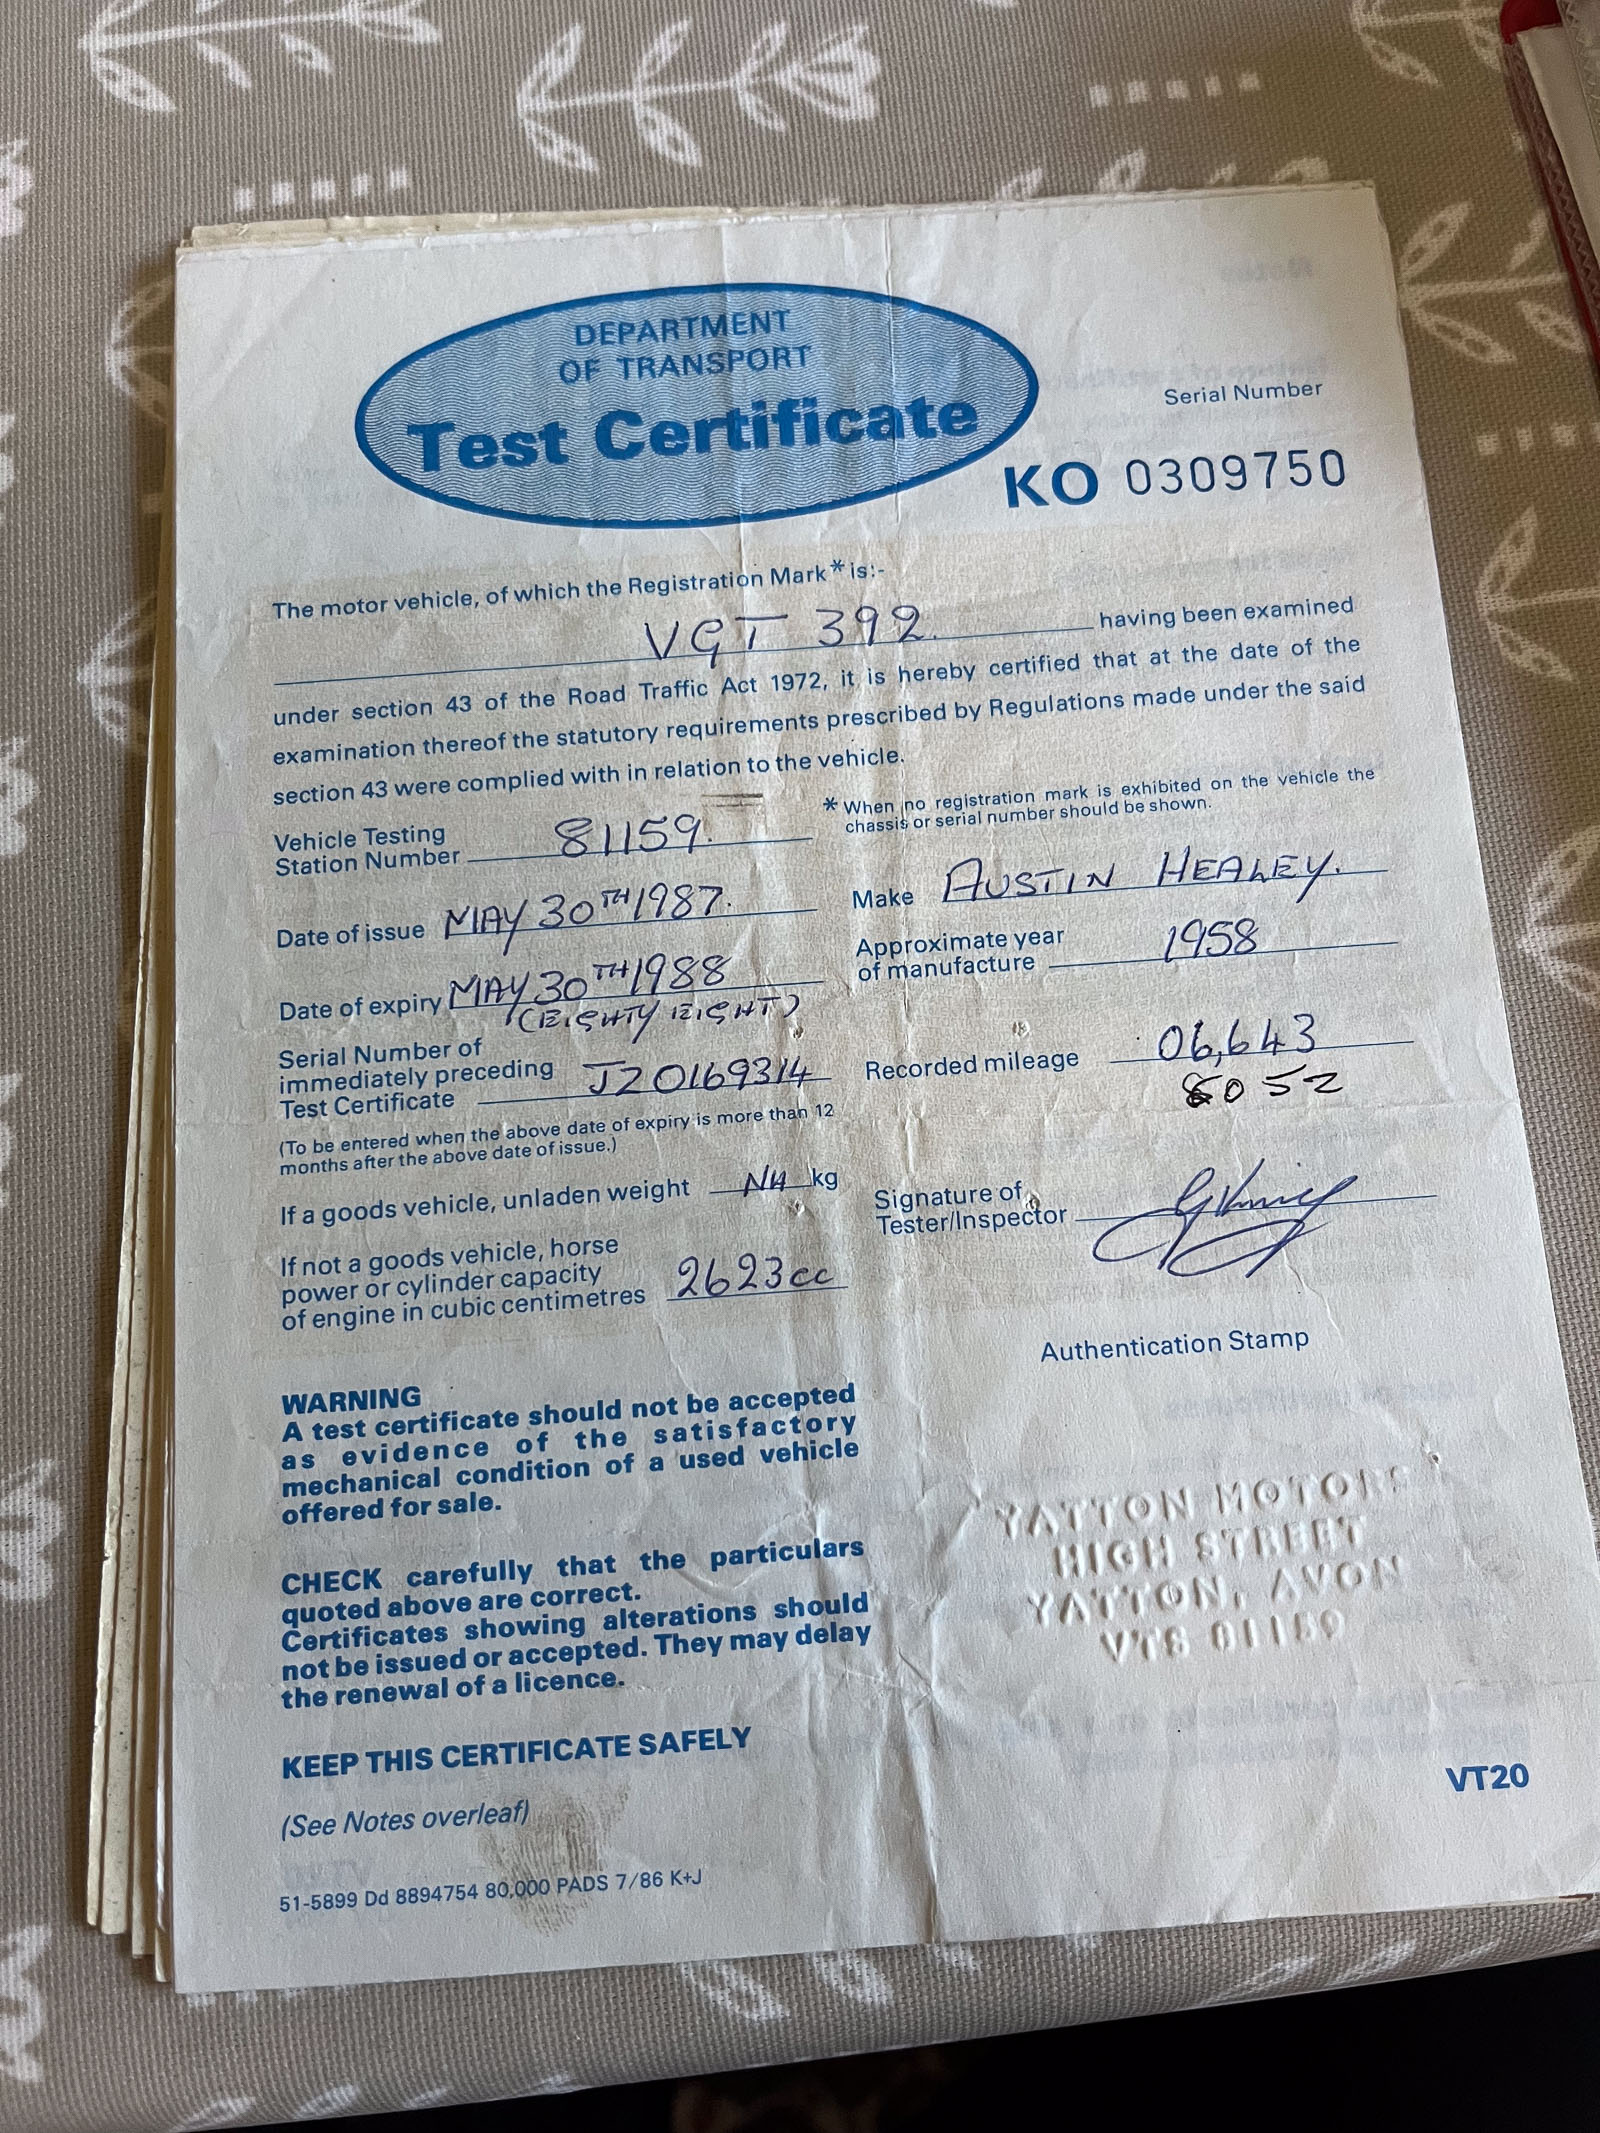 DEPARTMENT
OF TRANSPORT
Test Certificate
Serial Number
KO 0309750
The motor vehicle, of which the Registration Mark* is:-
VGT 392. having been examined
under section 43 of the Road Traffic Act 1972, it is hereby certified that at the date of the
examination thereof the statutory requirements prescribed by Regulations made under the said
section 43 were complied with in relation to the vehicle.
* When no registration mark is exhibited on the vehicle the
chassis or serial number should be shown.
Vehicle Testing
Station Number 81159.
Make AUSTIN HEALEY.
Date of issue MAY 30TH 1987.
Approximate year
of manufacture 1958
Date of expiry MAY 30TH 1988
(EIGHTY EIGHT)
Serial Number of
immediately preceding
Test Certificate JZ0169314
Recorded mileage 06,643
6052
(To be entered when the above date of expiry is more than 12
months after the above date of issue.)
If a goods vehicle, unladen weight NA kg
Signature of
Tester/Inspector
If not a goods vehicle, horse
power or cylinder capacity
of engine in cubic centimetres 2623cc
Authentication Stamp
WARNING
A test certificate should not be accepted
as evidence of the satisfactory
mechanical condition of a used vehicle
offered for sale.
YATTON MOTORS
HIGH STREET
YATTON, AVON
VTS 81159
CHECK carefully that the particulars
quoted above are correct.
Certificates showing alterations should
not be issued or accepted. They may delay
the renewal of a licence.
KEEP THIS CERTIFICATE SAFELY
VT20
(See Notes overleaf)
51-5899 Dd 8894754 80,000 PADS 7/86 K+J